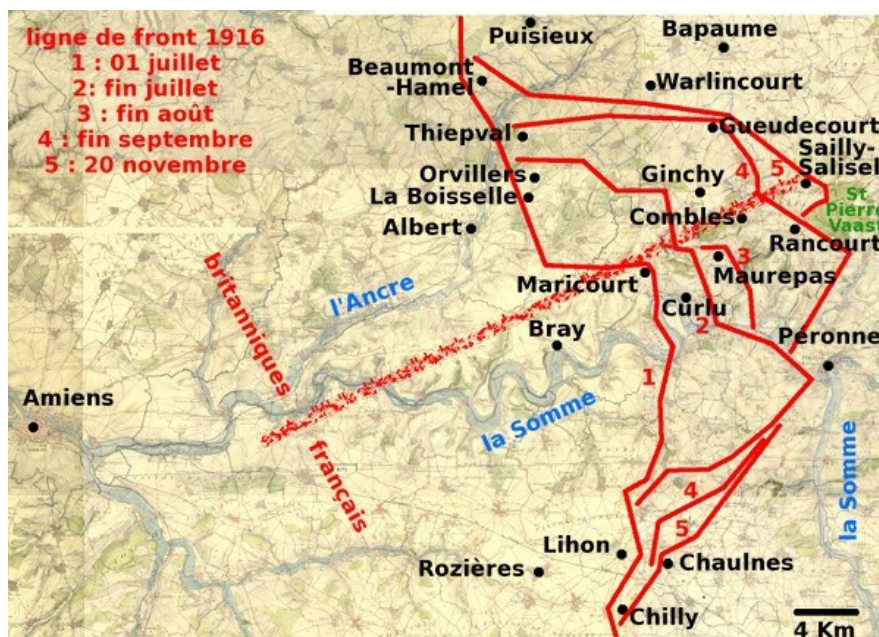 ligne de front 1916
1 : 01 juillet
2: fin juillet
3 : fin août
4 : fin septembre
5 : 20 novembre
Puisieux
Bapaume
Beaumont
-Hamel
Warlincourt
Thiepval
Gueudecourt
Sailly-
Salisel
4
5
Orvillers
Ginchy
La Boisselle
St
Pierre
Vaast
Combles
Albert
Rancourt
3
Maurepas
Maricourt
britanniques
l'Ancre
Curlu
2
Bray
Péronne
1
Amiens
la Somme
français
la Somme
4
5
Lihon
Chaulnes
Rozières
Chilly
4 Km